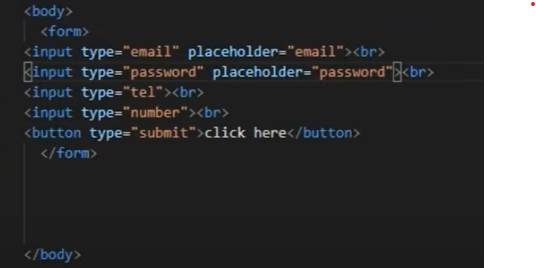 <body>
<form>
<input type="email" placeholder="email"><br>
<input type="password" placeholder="password"><br>
<input type="tel"><br>
<input type="number"><br>
<button type="submit">click here</button>
</form>
</body>